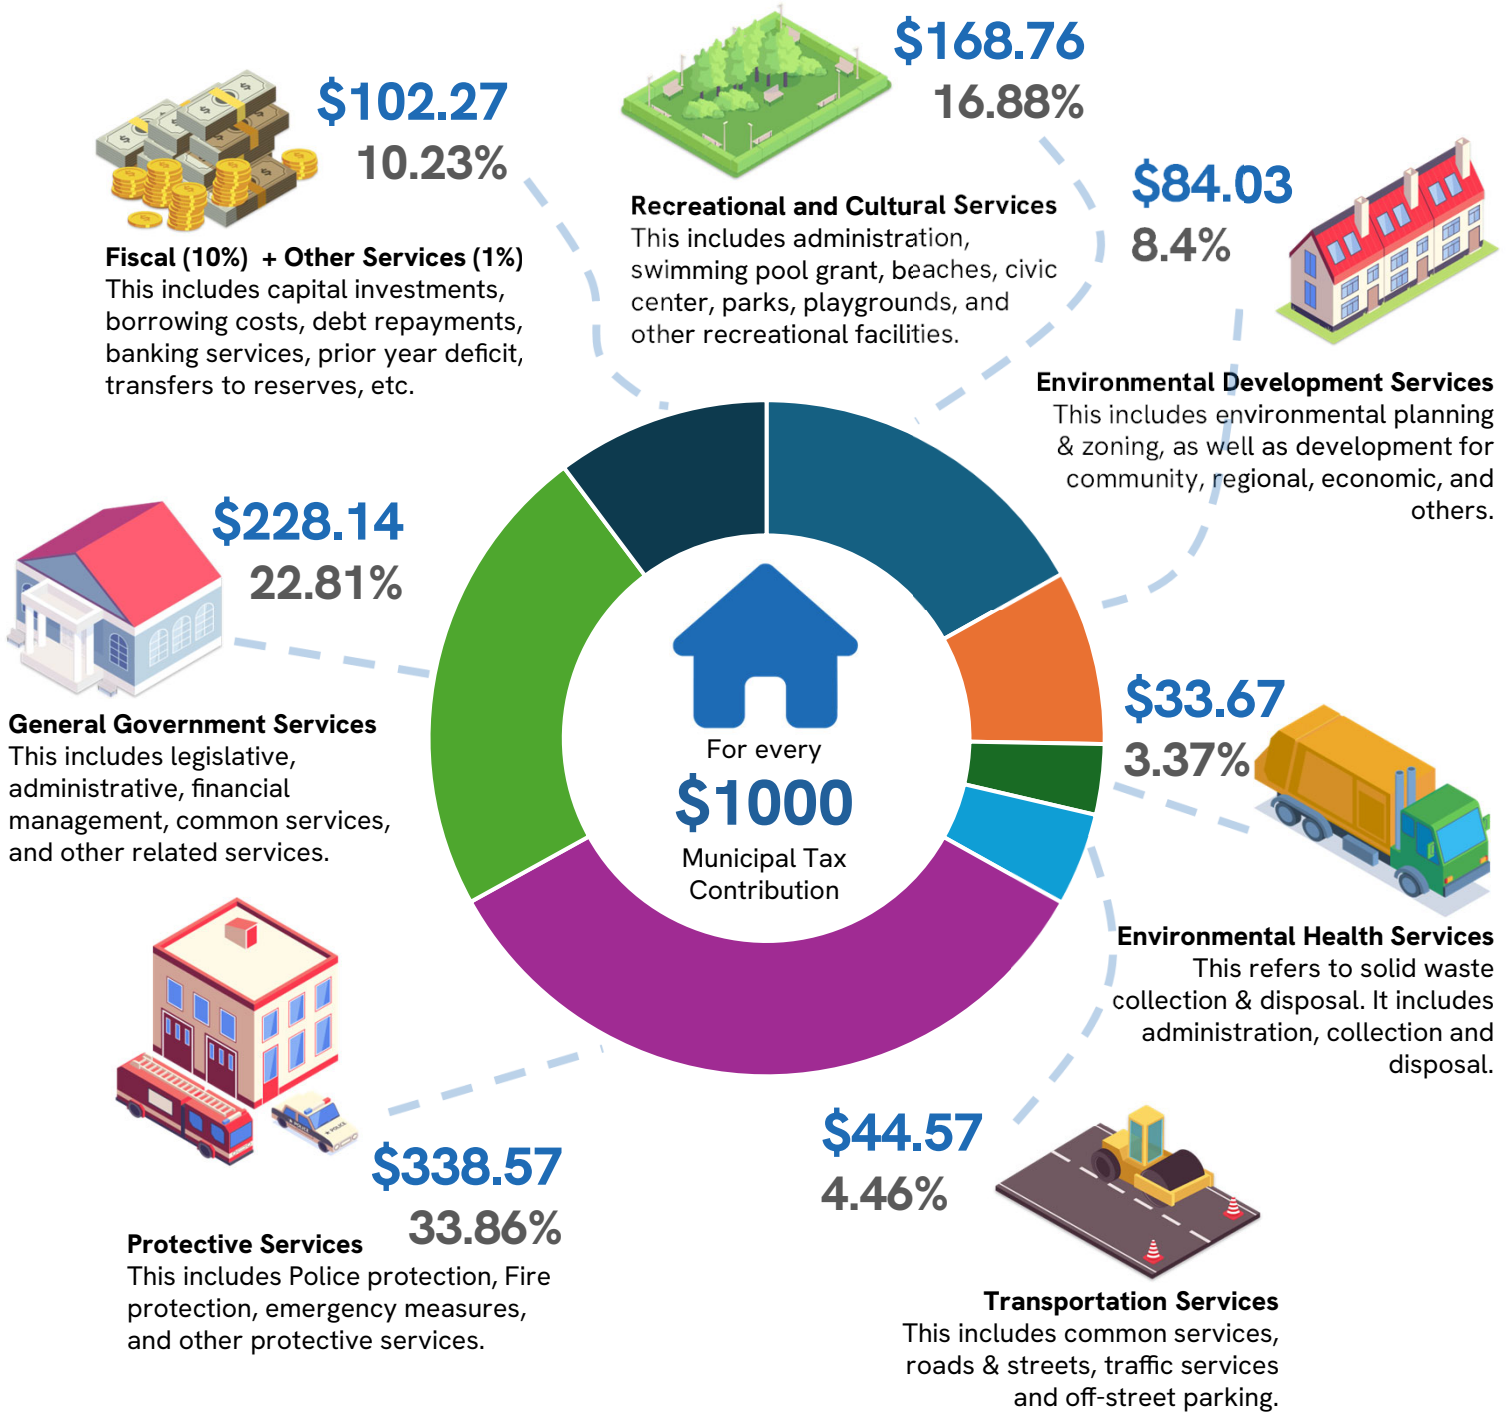 $102.27
10.23%
Fiscal (10%) + Other Services (1%)
This includes capital investments,
borrowing costs, debt repayments,
banking services, prior year deficit,
transfers to reserves, etc.
$168.76
16.88%
Recreational and Cultural Services
This includes administration,
swimming pool grant, beaches, civic
center, parks, playgrounds, and
other recreational facilities.
$84.03
8.4%
Environmental Development Services
This includes environmental planning
& zoning, as well as development for
community, regional, economic, and
others.
$228.14
22.81%
General Government Services
This includes legislative,
administrative, financial
management, common services,
and other related services.
For every
$1000
Municipal Tax
Contribution
$33.67
3.37%
Environmental Health Services
This refers to solid waste
collection & disposal. It includes
administration, collection and
disposal.
POLICE
$338.57
33.86%
Protective Services
This includes Police protection, Fire
protection, emergency measures,
and other protective services.
$44.57
4.46%
Transportation Services
This includes common services,
roads & streets, traffic services
and off-street parking.